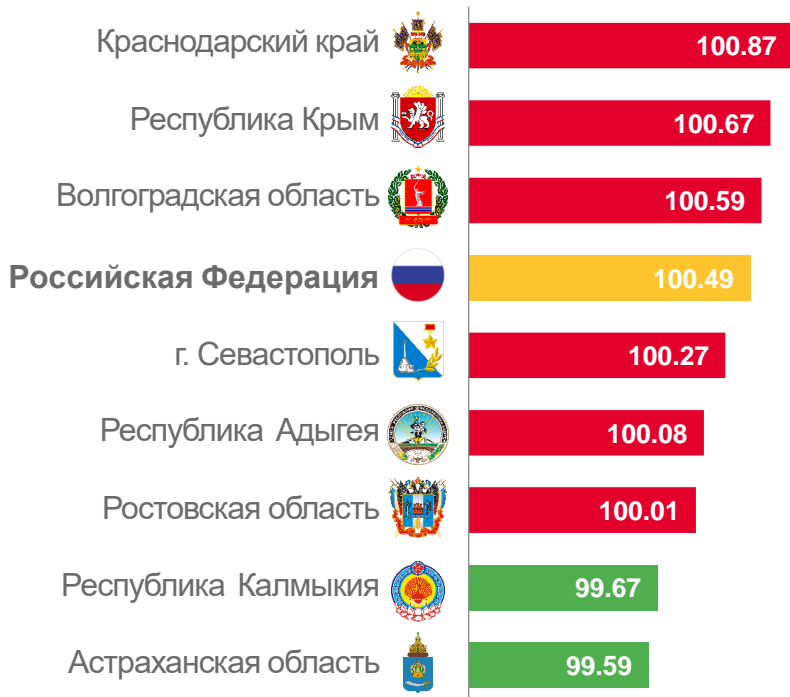 Краснодарский край 100.87
Республика Крым 100.67
Волгоградская область 100.59
Российская Федерация 100.49
г. Севастополь 100.27
Республика Адыгея 100.08
Ростовская область 100.01
Республика Калмыкия 99.67
Астраханская область 99.59